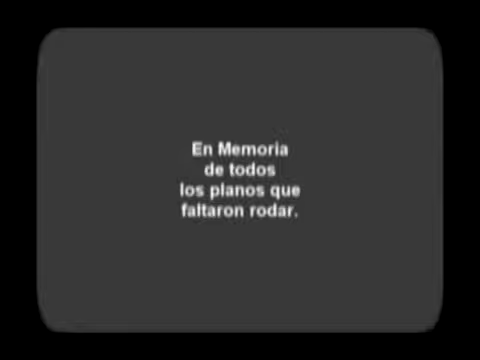 En Memoria
de todos
los planos que
faltaron rodar.